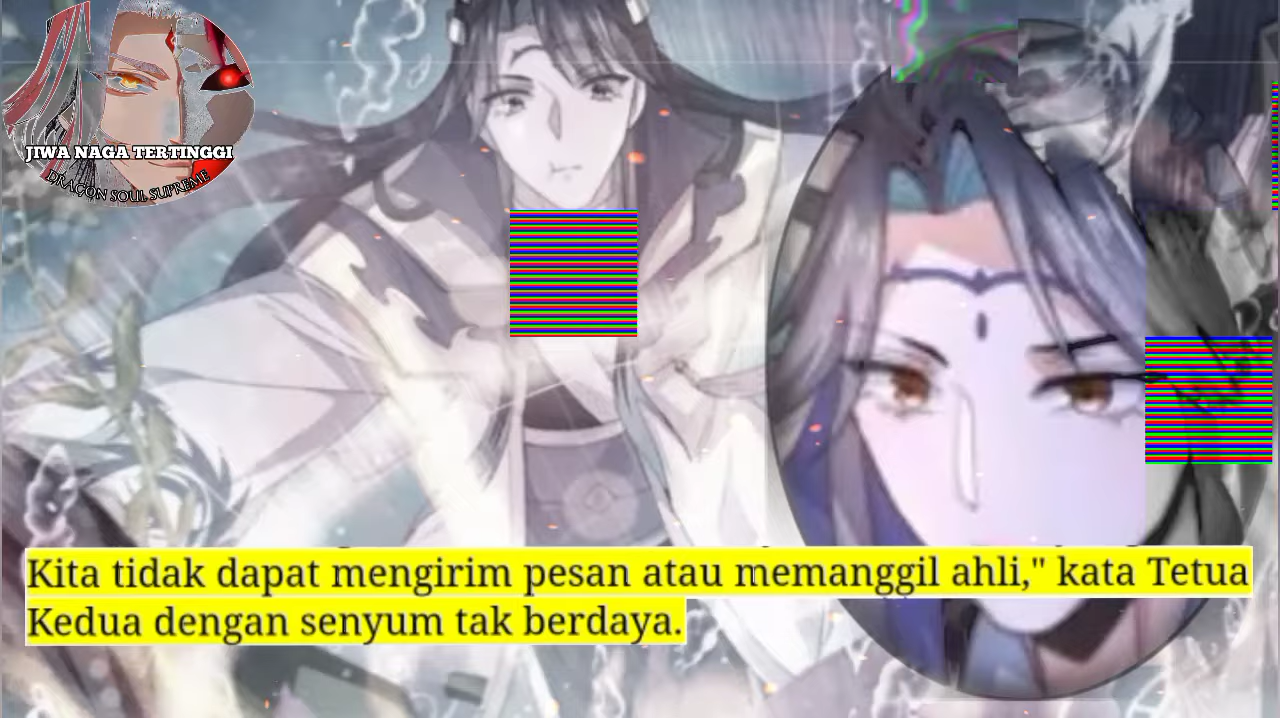 JIWA NAGA TERTINGGI
DRAGON SOUL SUPREME
Kita tidak dapat mengirim pesan atau memanggil ahli," kata Tetua
Kedua dengan senyum tak berdaya.